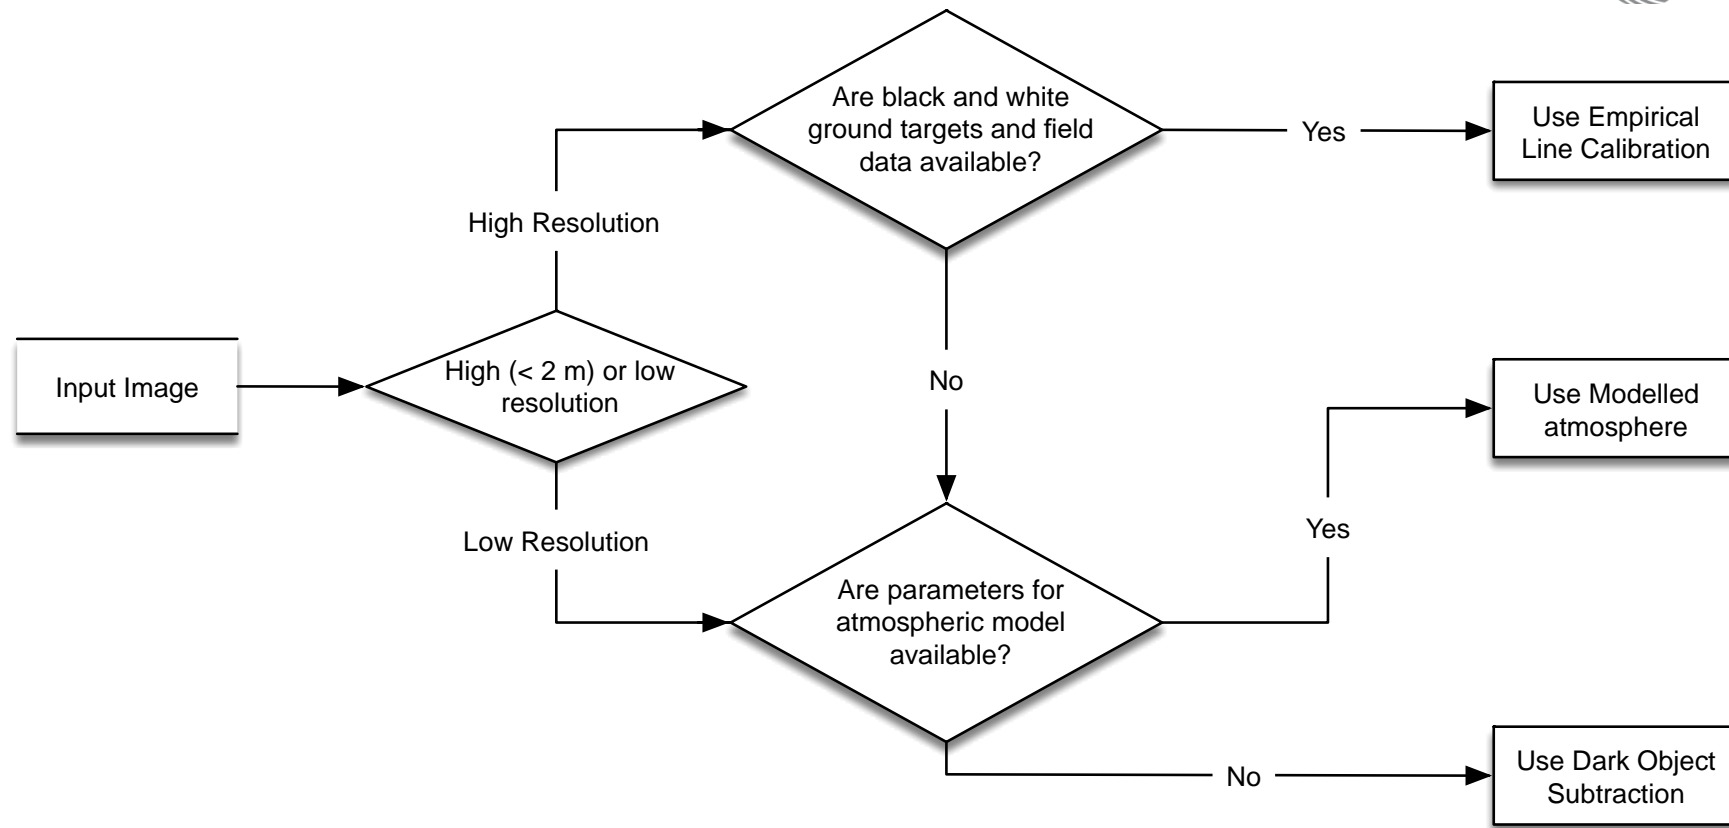 Are black and white
ground targets and field
data available?
Yes
Use Empirical
Line Calibration
High Resolution
Input Image
High (< 2 m) or low
resolution
No
Use Modelled
atmosphere
Low Resolution
Yes
Are parameters for
atmospheric model
available?
No
Use Dark Object
Subtraction